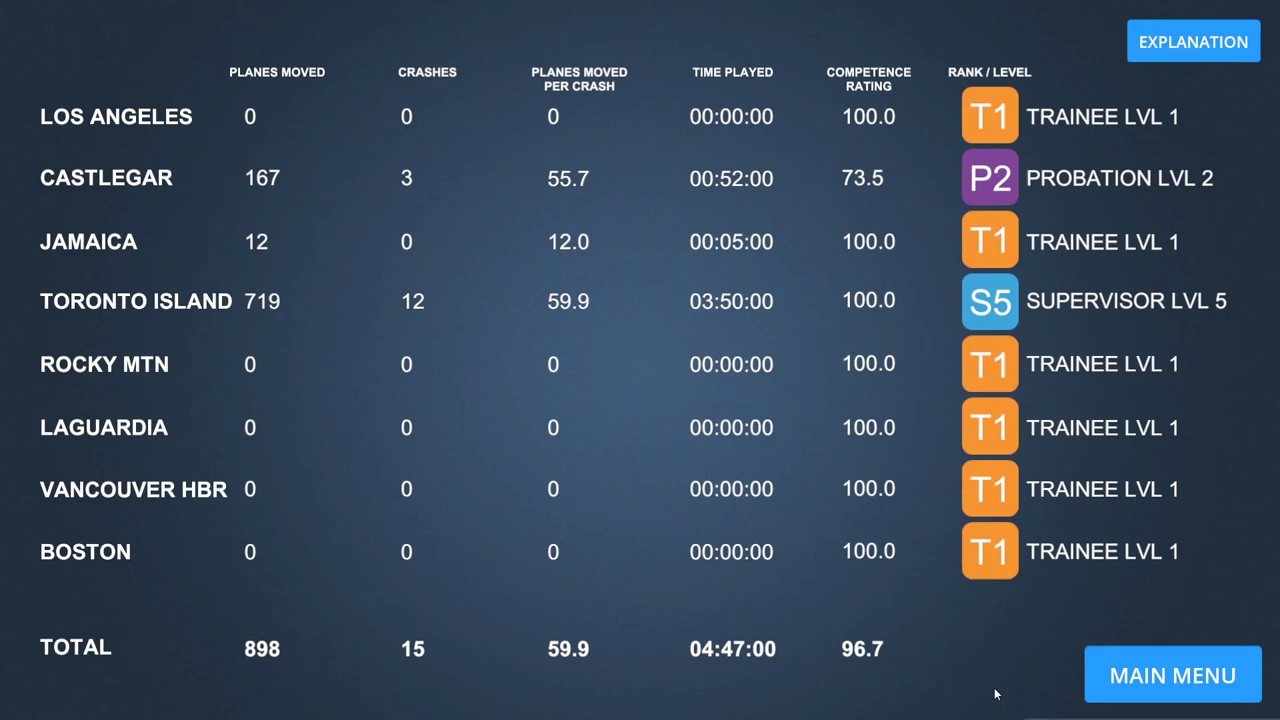 EXPLANATION
PLANES MOVED CRASHES PLANES MOVED PER CRASH TIME PLAYED COMPETENCE RATING RANK / LEVEL
LOS ANGELES 0 0 0 00:00:00 100.0 T1 TRAINEE LVL 1
CASTLEGAR 167 3 55.7 00:52:00 73.5 P2 PROBATION LVL 2
JAMAICA 12 0 12.0 00:05:00 100.0 T1 TRAINEE LVL 1
TORONTO ISLAND 719 12 59.9 03:50:00 100.0 S5 SUPERVISOR LVL 5
ROCKY MTN 0 0 0 00:00:00 100.0 T1 TRAINEE LVL 1
LAGUARDIA 0 0 0 00:00:00 100.0 T1 TRAINEE LVL 1
VANCOUVER HBR 0 0 0 00:00:00 100.0 T1 TRAINEE LVL 1
BOSTON 0 0 0 00:00:00 100.0 T1 TRAINEE LVL 1
TOTAL 898 15 59.9 04:47:00 96.7
MAIN MENU